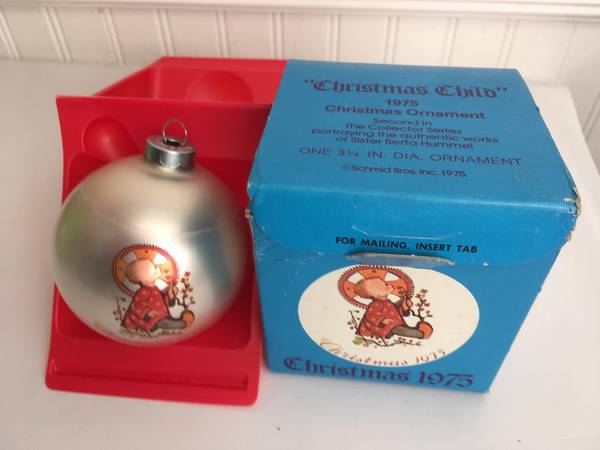 "Christmas Child"
1975
Christmas Ornament
Second in
the Collector Series
portraying the authentic works
of Sister Berta Hummel
ONE 3¼ IN. DIA. ORNAMENT
©Schmid Bros. Inc. 1975.
FOR MAILING, INSERT TAB
Christmas 1975
Christmas 1975